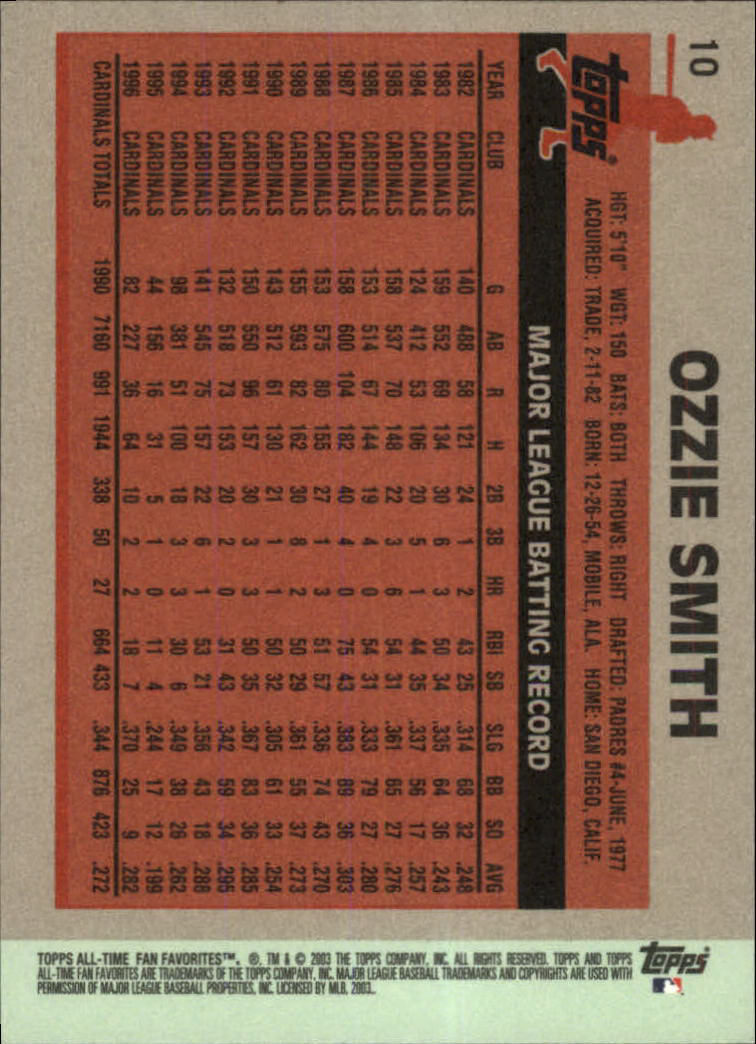 10
OZZIE SMITH
topps®
HGT: 5'10" WGT: 150 BATS: BOTH THROWS: RIGHT DRAFTED: PADRES #4-JUNE, 1977
ACQUIRED: TRADE, 2-11-82 BORN: 12-26-54, MOBILE, ALA. HOME: SAN DIEGO, CALIF.
MAJOR LEAGUE BATTING RECORD
YEAR CLUB G AB R H 2B 3B HR RBI SB SLG BB SO AVG
1982 CARDINALS 140 488 58 121 24 1 2 43 25 .314 68 32 .248
1983 CARDINALS 159 552 69 134 30 6 3 50 34 .335 64 36 .243
1984 CARDINALS 124 412 53 106 20 5 1 44 35 .337 56 17 .257
1985 CARDINALS 158 537 70 148 22 3 6 54 31 .361 65 27 .276
1986 CARDINALS 153 514 67 144 19 4 0 54 31 .333 79 27 .280
1987 CARDINALS 158 600 104 182 40 4 0 75 43 .383 89 36 .303
1988 CARDINALS 153 575 80 155 27 1 3 51 57 .336 74 43 .270
1989 CARDINALS 155 593 82 162 30 8 2 50 29 .361 55 37 .273
1990 CARDINALS 143 512 61 130 21 1 1 50 32 .305 61 33 .254
1991 CARDINALS 150 550 96 157 30 3 3 50 35 .367 83 36 .285
1992 CARDINALS 132 518 73 153 20 2 0 31 43 .342 59 34 .295
1993 CARDINALS 141 545 75 157 22 6 1 53 21 .356 43 18 .288
1994 CARDINALS 98 381 51 100 18 3 3 30 6 .349 38 26 .262
1995 CARDINALS 44 156 16 31 5 1 0 11 4 .244 17 12 .199
1996 CARDINALS 82 227 36 64 10 2 2 18 7 .370 25 9 .282
CARDINALS TOTALS 1990 7160 991 1944 338 50 27 664 433 .344 876 423 .272
topps
TOPPS ALL-TIME FAN FAVORITES™. ®, TM & © 2003 THE TOPPS COMPANY, INC. ALL RIGHTS RESERVED. TOPPS AND TOPPS
ALL-TIME FAN FAVORITES ARE TRADEMARKS OF THE TOPPS COMPANY, INC. MAJOR LEAGUE BASEBALL TRADEMARKS AND COPYRIGHTS ARE USED WITH
PERMISSION OF MAJOR LEAGUE BASEBALL PROPERTIES, INC. LICENSED BY MLB, 2003.